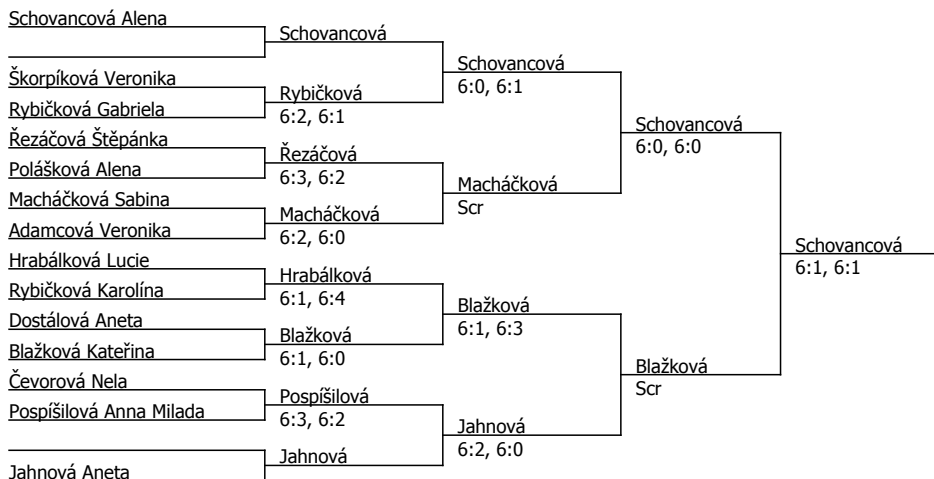 Schovancová Alena
Škorpíková Veronika
Rybičková Gabriela
Řezáčová Štěpánka
Polášková Alena
Macháčková Sabina
Adamcová Veronika
Hrabálková Lucie
Rybičková Karolína
Dostálová Aneta
Blažková Kateřina
Čevorová Nela
Pospíšilová Anna Milada
Jahnová Aneta
Schovancová
Rybičková
6:2, 6:1
Řezáčová
6:3, 6:2
Macháčková
6:2, 6:0
Hrabálková
6:1, 6:4
Blažková
6:1, 6:0
Pospíšilová
6:3, 6:2
Jahnová
Schovancová
6:0, 6:1
Macháčková
Scr
Blažková
6:1, 6:3
Jahnová
6:2, 6:0
Schovancová
6:0, 6:0
Blažková
Scr
Schovancová
6:1, 6:1